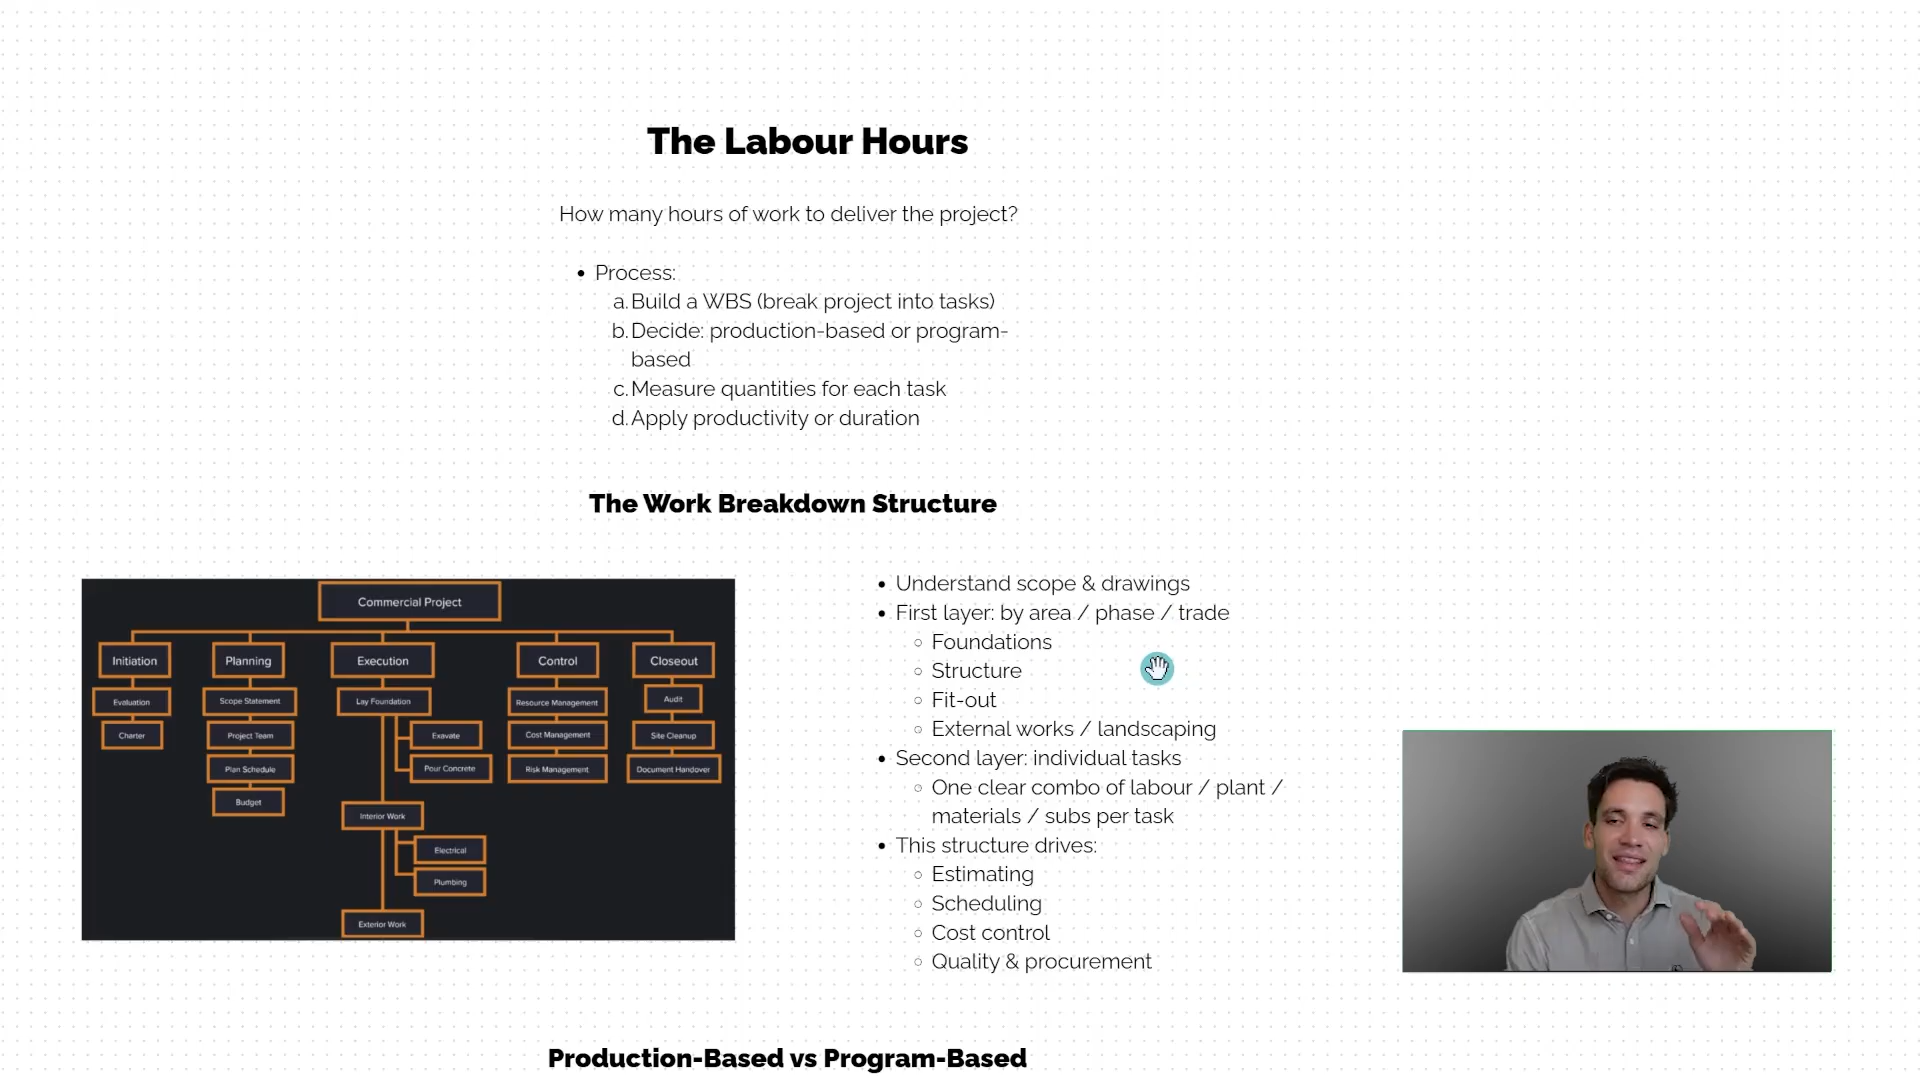 The Labour Hours
How many hours of work to deliver the project?
• Process:
a. Build a WBS (break project into tasks)
b. Decide: production-based or program-
based
c. Measure quantities for each task
d. Apply productivity or duration
The Work Breakdown Structure
Commercial Project
Initiation
Evaluation
Charter
Planning
Scope Statement
Project Team
Plan Schedule
Budget
Execution
Lay Foundation
Exavate
Pour Concrete
Interior Work
Electrical
Plumbing
Exterior Work
Control
Resource Management
Cost Management
Risk Management
Closeout
Audit
Site Cleanup
Document Handover
• Understand scope & drawings
• First layer: by area / phase / trade
◦ Foundations
◦ Structure
◦ Fit-out
◦ External works / landscaping
• Second layer: individual tasks
◦ One clear combo of labour / plant /
materials / subs per task
• This structure drives:
◦ Estimating
◦ Scheduling
◦ Cost control
◦ Quality & procurement
Production-Based vs Program-Based